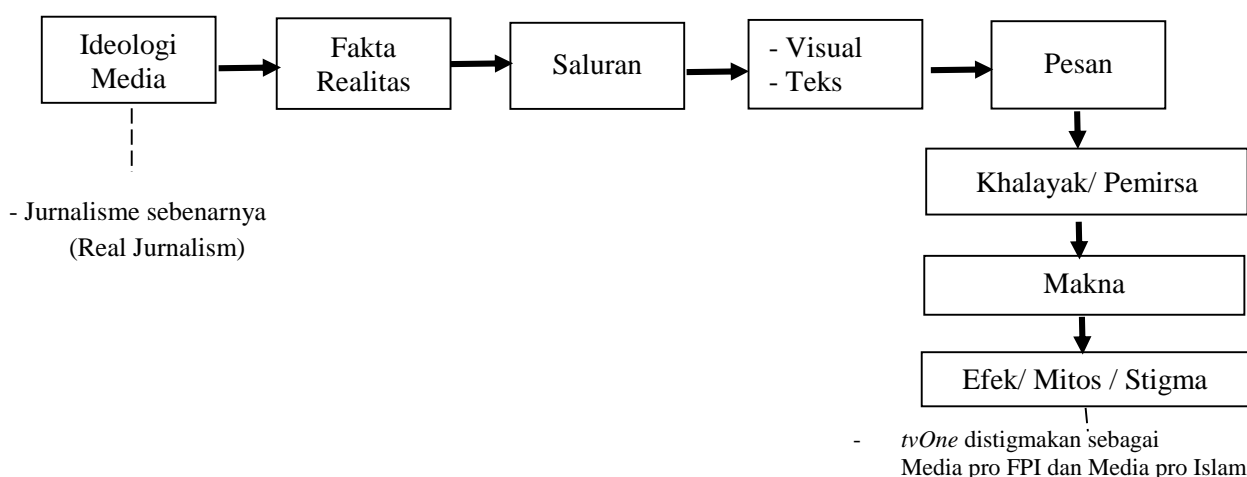 Ideologi
Media
Fakta
Realitas
Saluran
- Visual
- Teks
Pesan
Khalayak/ Pemirsa
Makna
Efek/ Mitos / Stigma
- Jurnalisme sebenarnya
(Real Jurnalism)
- tvOne distigmakan sebagai
Media pro FPI dan Media pro Islam